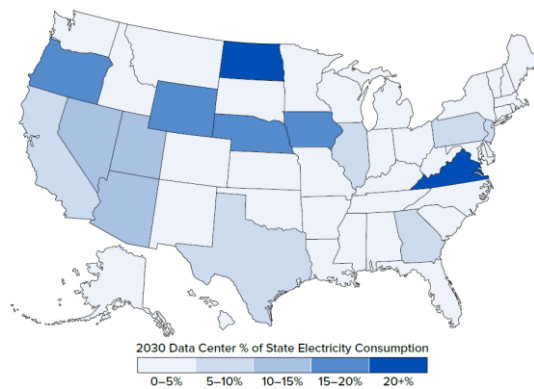 2030 Data Center % of State Electricity Consumption
0–5% 5–10% 10–15% 15–20% 20+%